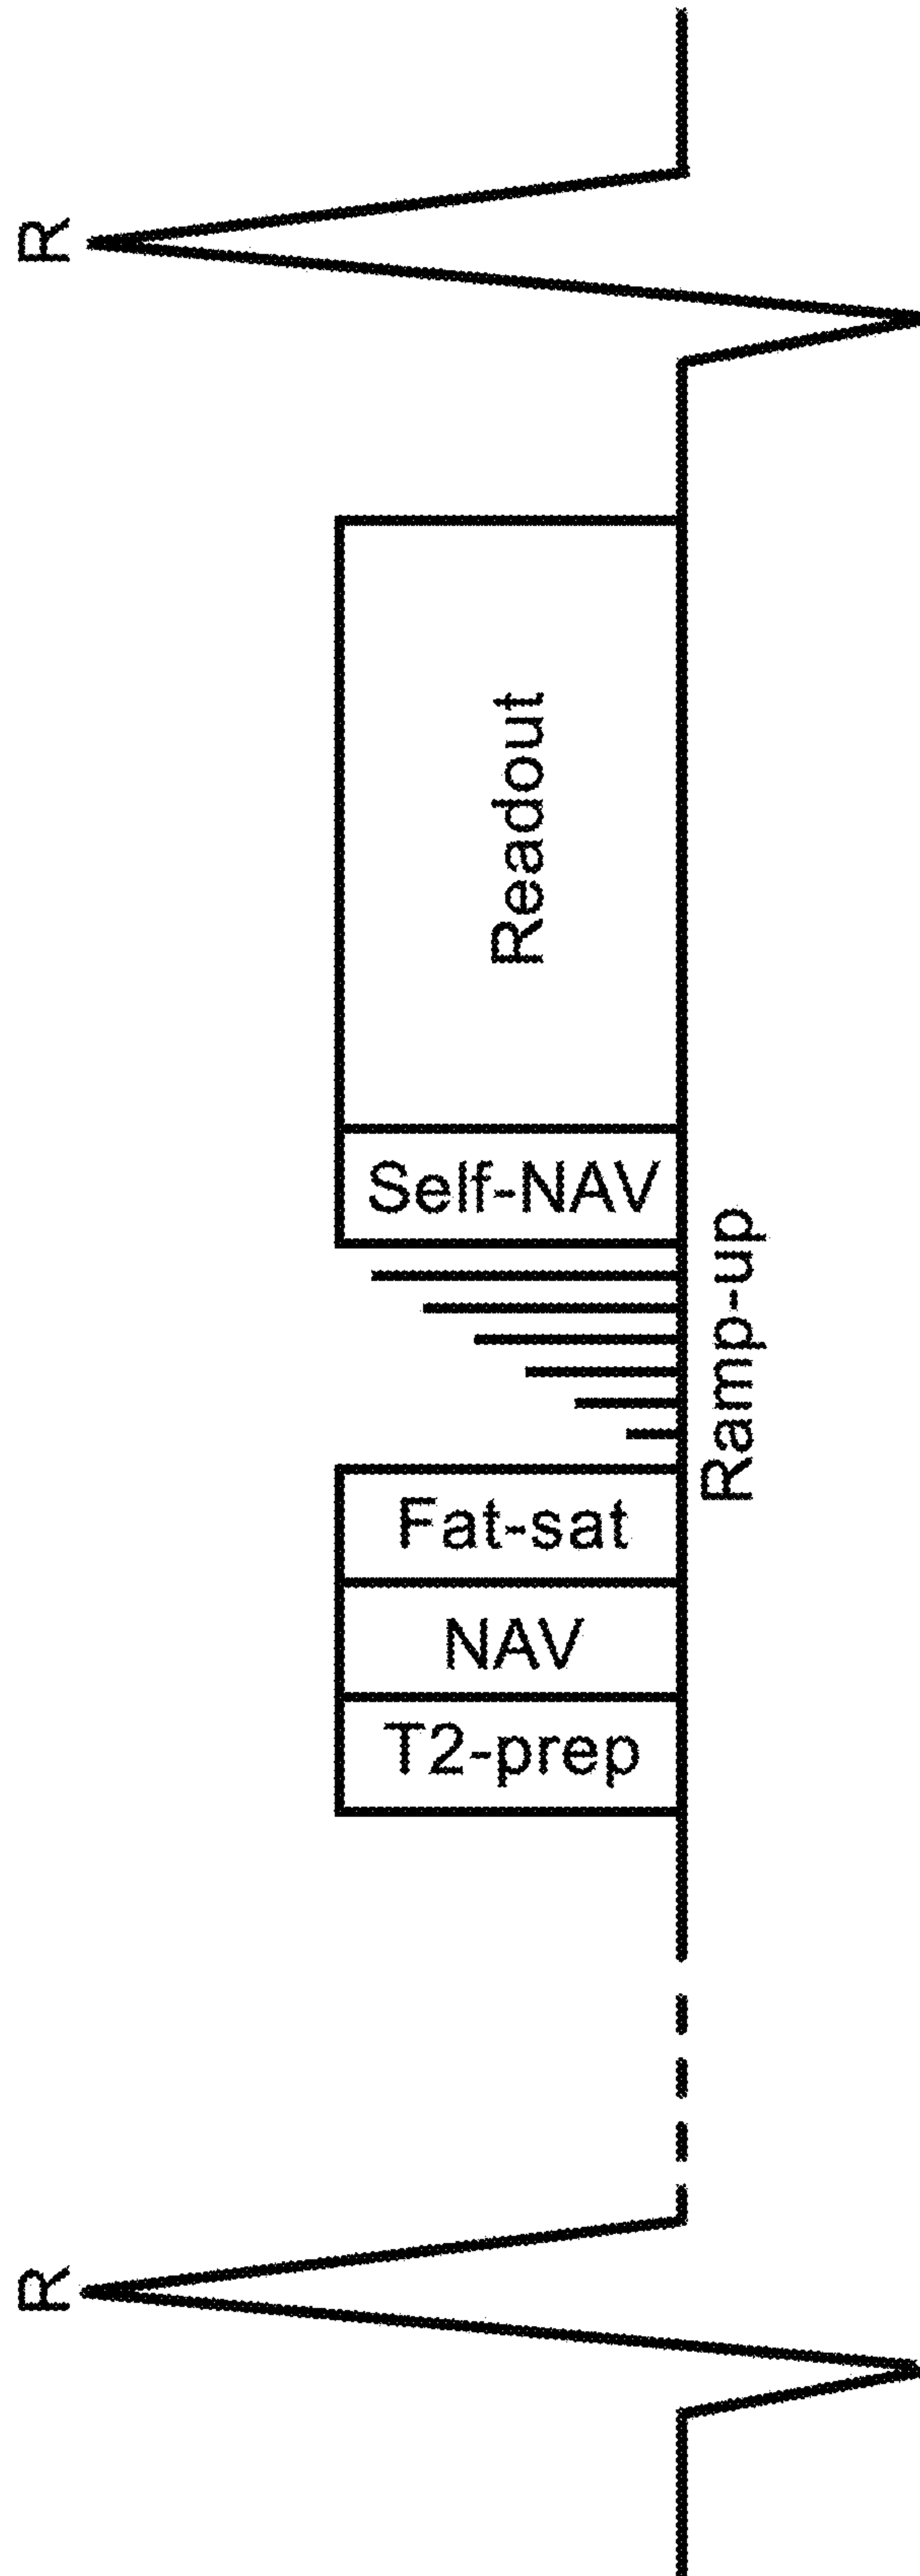 R
T2-prep
NAV
Fat-sat
Ramp-up
Self-NAV
Readout
R